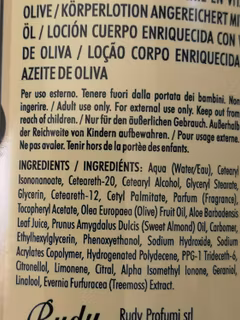 OLIVE/KÖRPERLOTION ANGEREICHERT M
ÖL / LOCIÓN CUERPO ENRIQUECIDA CON
DE OLIVA / LOÇÃO CORPO ENRIQUECIDA
AZEITE DE OLIVA
Per uso esterno. Tenere fuori dalla portata dei bambini. Non
ingerire. / Adult use only. For external use only. Keep out from
reach of children./ Nur für den äußerlichen Gebrauch. Außerhalb
der Reichweite von Kindern aufbewahren. / Pour usage externe.
Ne pas avaler. Tenir hors de la portée des enfants.
INGREDIENTS / INGREDIÉNTS: Aqua (Water/Eau), Cetearyl
Isononanoate, Ceteareth-20, Cetearyl Alcohol, Glyceryl Stearate,
Glycerin, Ceteareth-12, Cetyl Palmitate, Parfum (Fragrance),
Tocopheryl Acetate, Olea Europaea (Olive) Fruit Oil, Aloe Barbadensis
Leaf Juice, Prunus Amygdalus Dulcis (Sweet Almond) Oil, Carbomer,
Ethylhexylglycerin, Phenoxyethanol, Sodium Hydroxide, Sodium
Acrylates Copolymer, Hydrogenated Polydecene, PPG-1 Trideceth-6,
Citronellol, Limonene, Citral, Alpha Isomethyl Ionone, Geraniol,
Linalool, Evernia Furfuracea (Treemoss) Extract.
Rudy Rudy Profumi srl